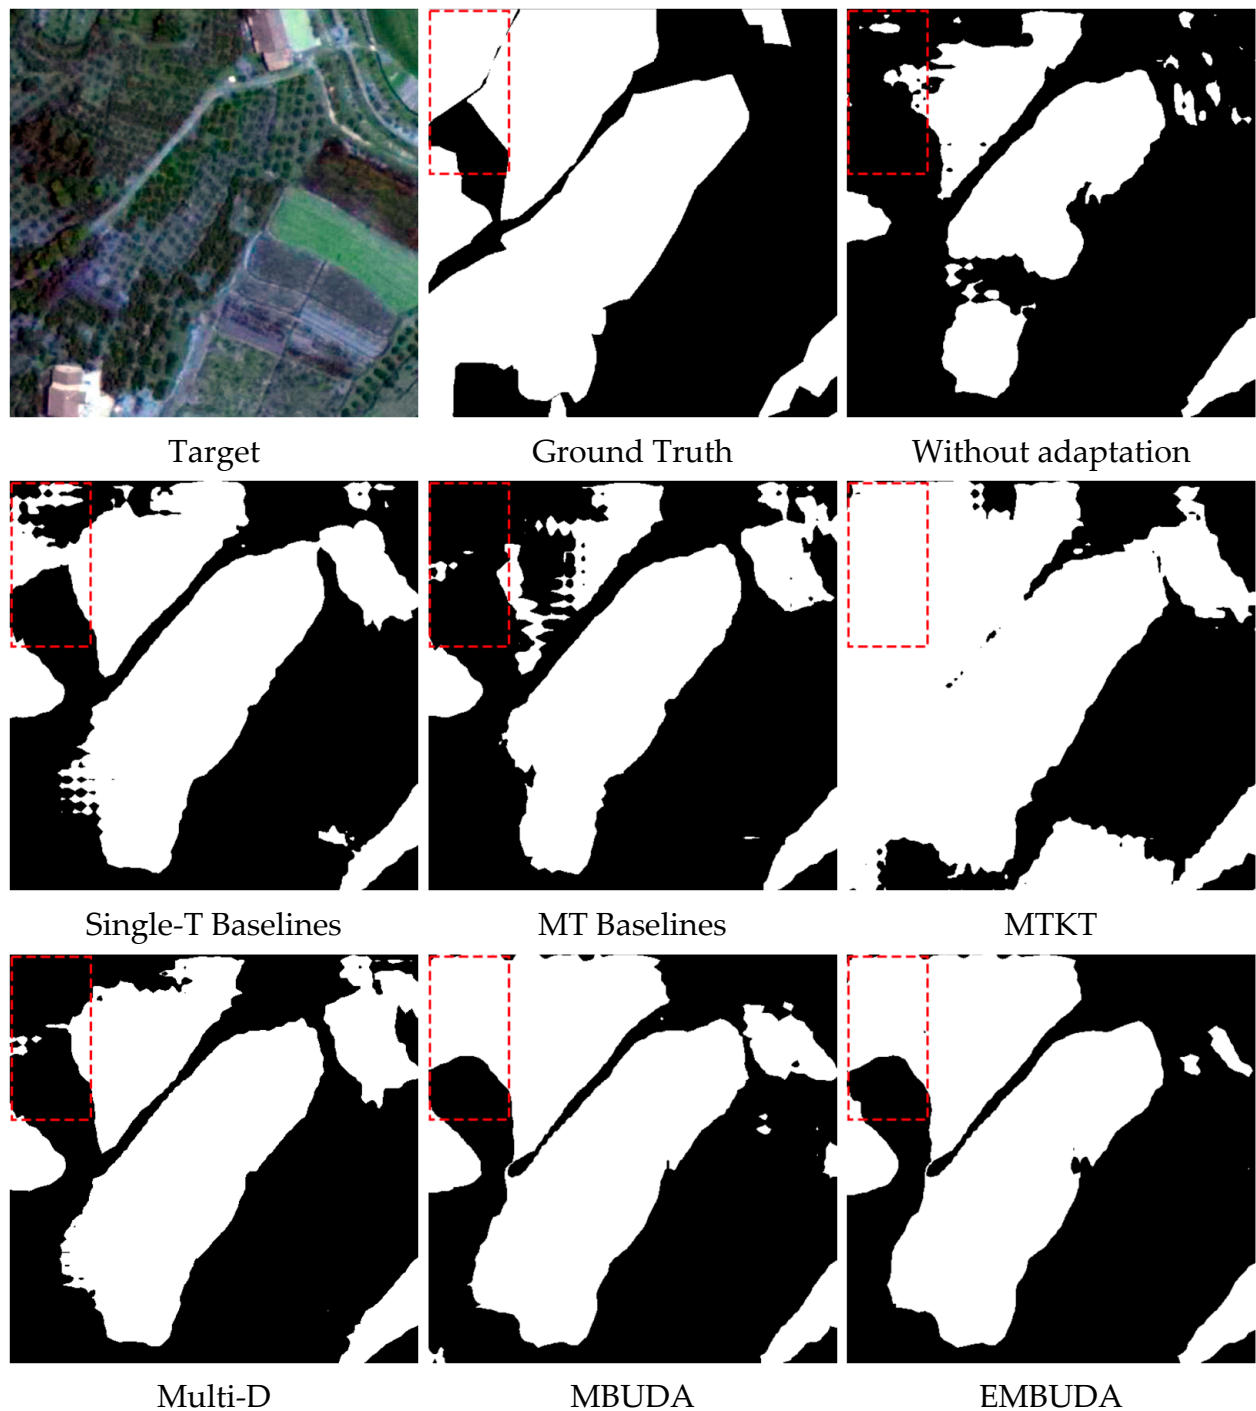 Target
Ground Truth
Without adaptation
Single-T Baselines
MT Baselines
MTKT
Multi-D
MBUDA
EMBUDA